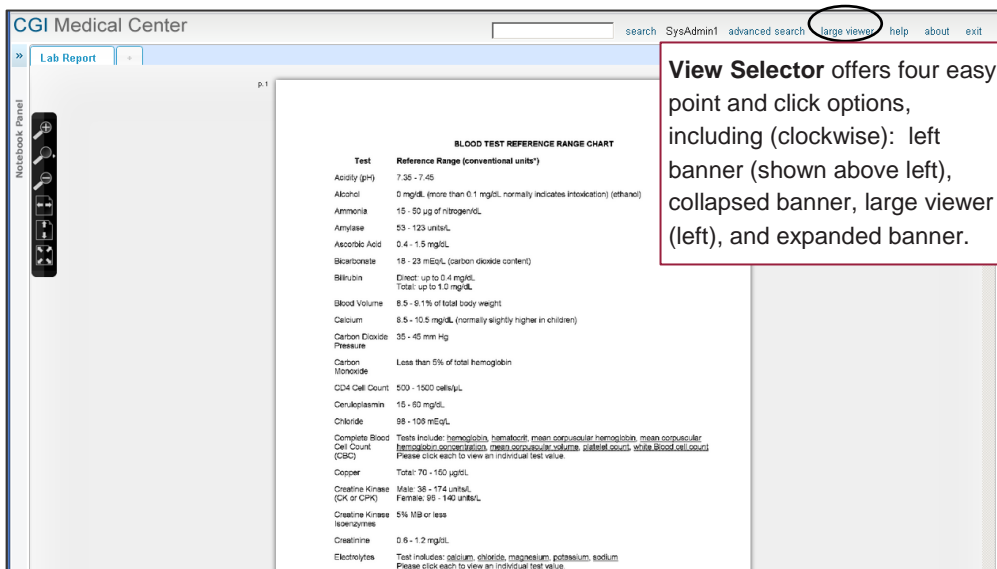 CGI Medical Center
search SysAdmin1 advanced search large viewer help about exit
» Lab Report +
Notebook Panel
p. 1
View Selector offers four easy
point and click options,
including (clockwise): left
banner (shown above left),
collapsed banner, large viewer
(left), and expanded banner.
BLOOD TEST REFERENCE RANGE CHART
Test Reference Range (conventional units*)
Acidity (pH) 7.35 - 7.45
Alcohol 0 mg/dL (more than 0.1 mg/dL normally indicates intoxication) (ethanol)
Ammonia 15 - 50 µg of nitrogen/dL
Amylase 53 - 123 units/L
Ascorbic Acid 0.4 - 1.5 mg/dL
Bicarbonate 18 - 23 mEq/L (carbon dioxide content)
Bilirubin Direct: up to 0.4 mg/dL
Total: up to 1.0 mg/dL
Blood Volume 8.5 - 9.1% of total body weight
Calcium 8.5 - 10.5 mg/dL (normally slightly higher in children)
Carbon Dioxide 35 - 45 mm Hg
Pressure
Carbon Less than 5% of total hemoglobin
Monoxide
CD4 Cell Count 500 - 1500 cells/µL
Ceruloplasmin 15 - 60 mg/dL
Chloride 98 - 106 mEq/L
Complete Blood Tests include: hemoglobin, hematocrit, mean corpuscular hemoglobin, mean corpuscular
Cell Count hemoglobin concentration, mean corpuscular volume, platelet count, white Blood cell count
(CBC) Please click each to view an individual test value.
Copper Total: 70 - 150 µg/dL
Creatine Kinase Male: 38 - 174 units/L
(CK or CPK) Female: 96 - 140 units/L
Creatine Kinase 5% MB or less
Isoenzymes
Creatinine 0.6 - 1.2 mg/dL
Electrolytes Test includes: calcium, chloride, magnesium, potassium, sodium
Please click each to view an individual test value.